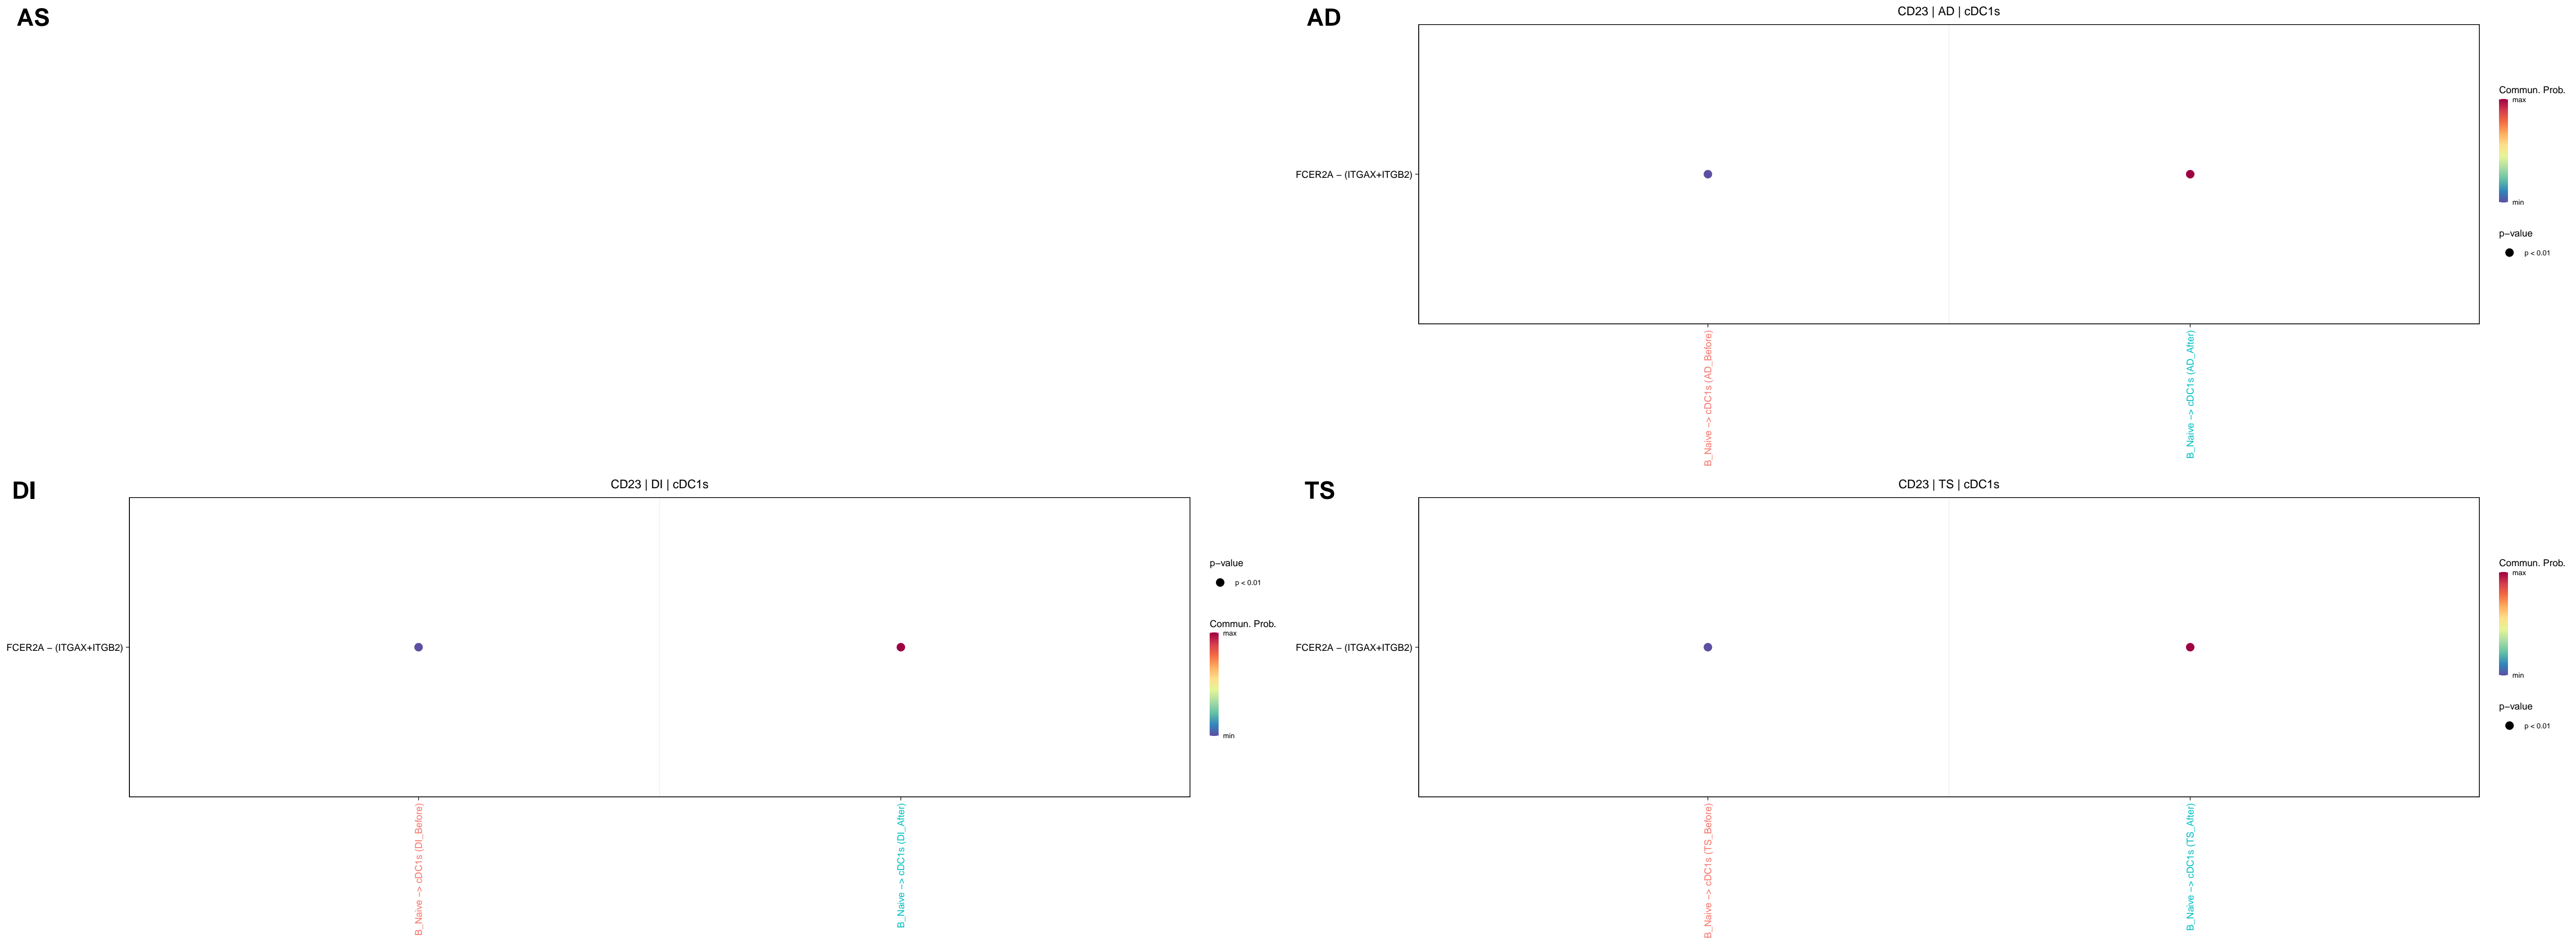 AS
AD
CD23 | AD | cDC1s
FCER2A − (ITGAX+ITGB2)
B_Naive −> cDC1s (AD_Before)
B_Naive −> cDC1s (AD_After)
Commun. Prob.
max
min
p−value
p < 0.01
DI
CD23 | DI | cDC1s
FCER2A − (ITGAX+ITGB2)
B_Naive −> cDC1s (DI_Before)
B_Naive −> cDC1s (DI_After)
p−value
p < 0.01
Commun. Prob.
max
min
TS
CD23 | TS | cDC1s
FCER2A − (ITGAX+ITGB2)
B_Naive −> cDC1s (TS_Before)
B_Naive −> cDC1s (TS_After)
Commun. Prob.
max
min
p−value
p < 0.01